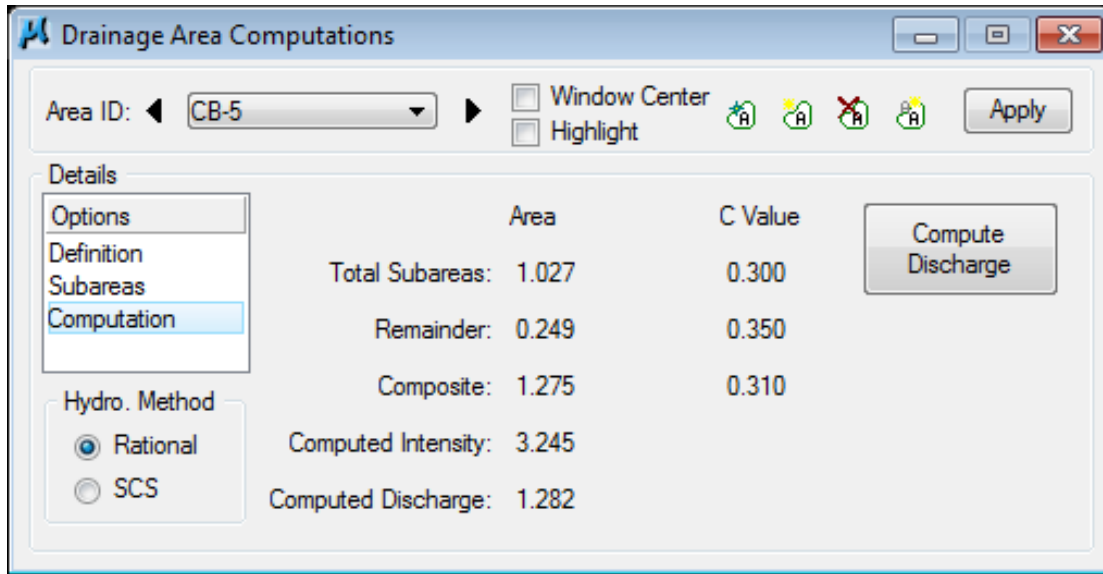 Drainage Area Computations
Area ID:
CB-5
Window Center
Highlight
Apply
Details
Options
Definition
Subareas
Computation
Area C Value
Total Subareas: 1.027 0.300
Remainder: 0.249 0.350
Composite: 1.275 0.310
Computed Intensity: 3.245
Computed Discharge: 1.282
Compute
Discharge
Hydro. Method
Rational
SCS